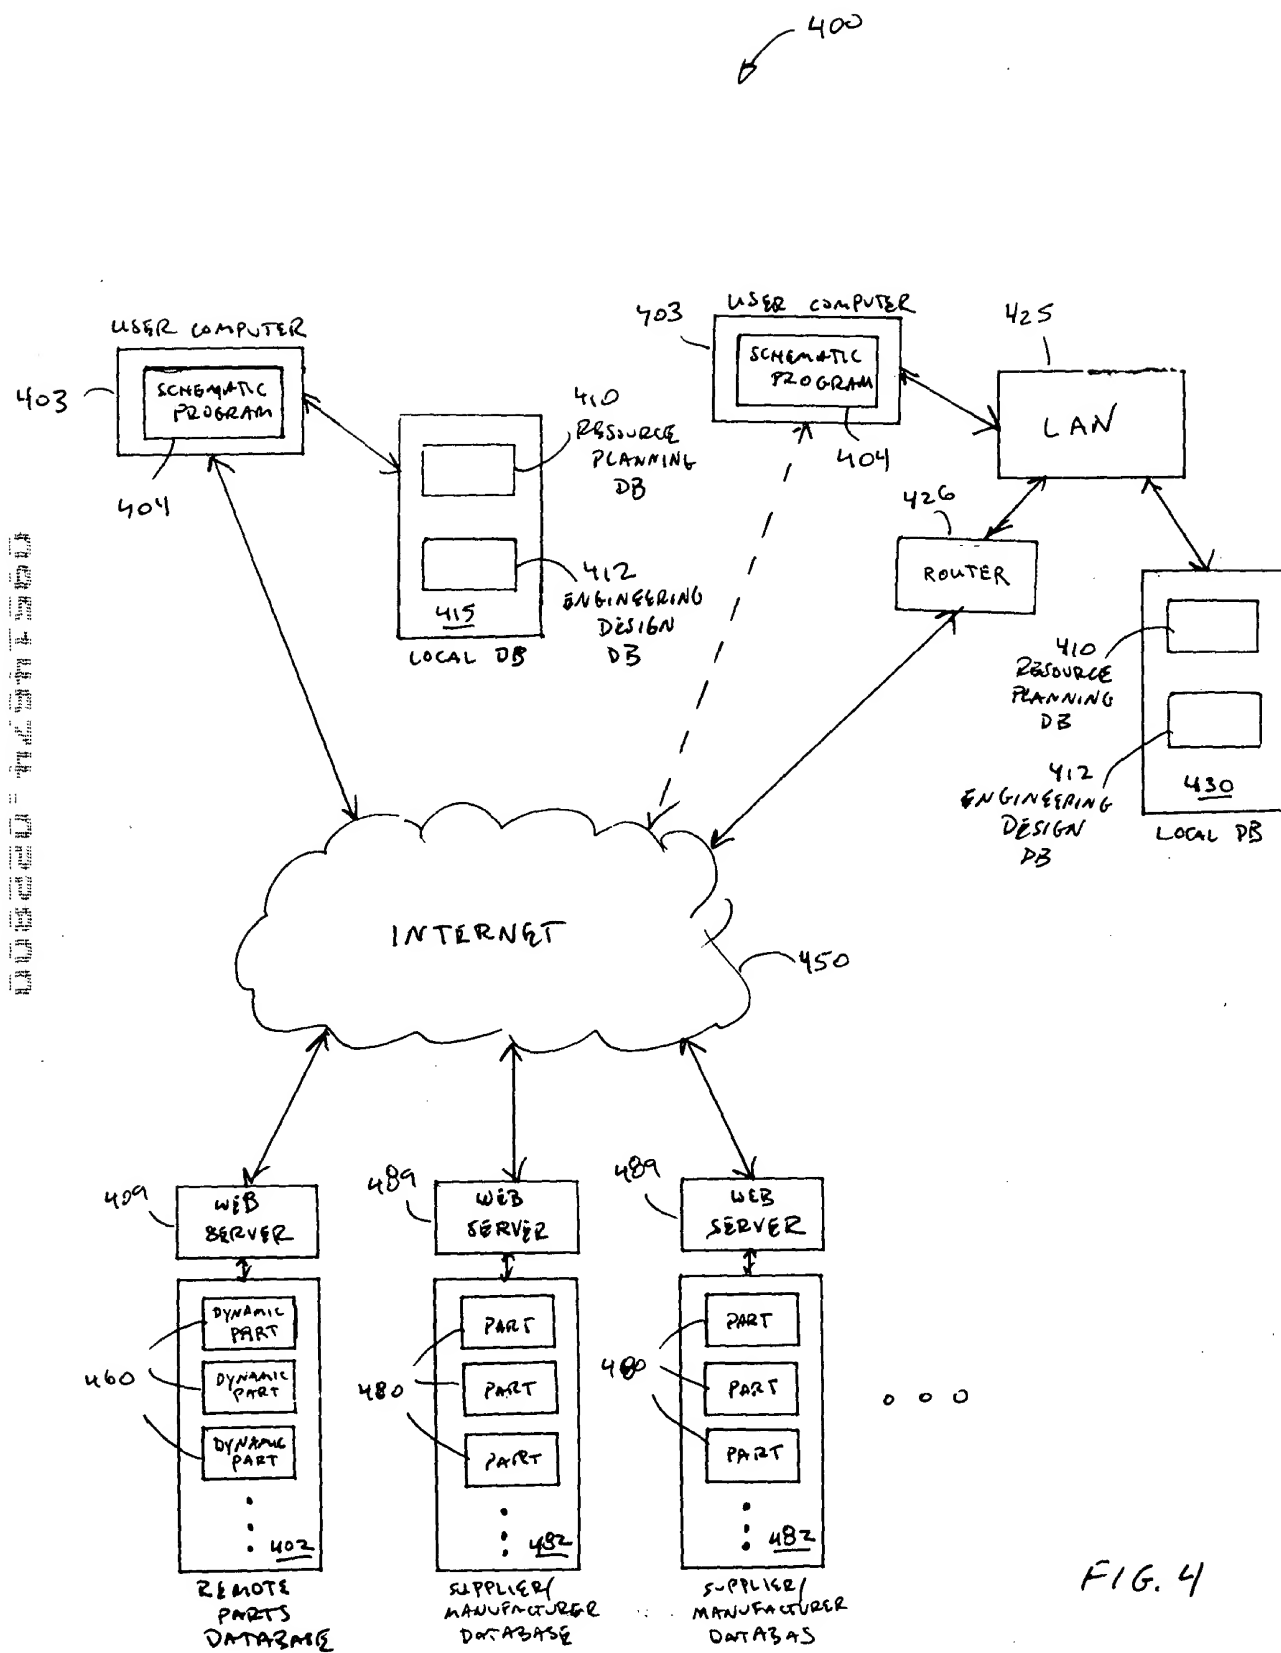 400
USER COMPUTER
403
SCHEMATIC
PROGRAM
404
410
RESOURCE
PLANNING
DB
412
ENGINEERING
DESIGN
DB
415
LOCAL DB
USER COMPUTER
403
SCHEMATIC
PROGRAM
404
425
LAN
426
ROUTER
410
RESOURCE
PLANNING
DB
412
ENGINEERING
DESIGN
DB
430
LOCAL DB
INTERNET
450
409
WEB
SERVER
489
WEB
SERVER
489
WEB
SERVER
DYNAMIC
PART
DYNAMIC
PART
DYNAMIC
PART
460
402
REMOTE
PARTS
DATABASE
PART
PART
PART
480
482
SUPPLIER/
MANUFACTURER
DATABASE
PART
PART
PART
480
482
SUPPLIER/
MANUFACTURER
DATABAS
FIG. 4